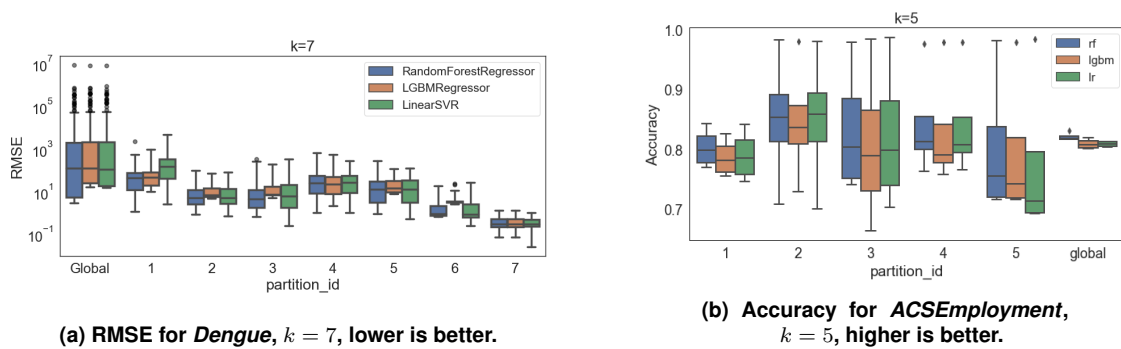 k=7
10^7
10^5
10^3
10^1
10^-1
RMSE
RandomForestRegressor
LGBMRegressor
LinearSVR
Global 1 2 3 4 5 6 7
partition_id
(a) RMSE for Dengue, k = 7, lower is better.
k=5
1.0
0.9
0.8
0.7
Accuracy
rf
lgbm
lr
1 2 3 4 5 global
partition_id
(b) Accuracy for ACSEmployment,
k = 5, higher is better.